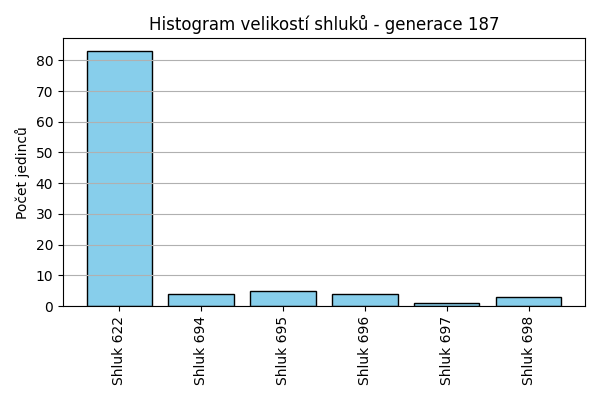 Histogram velikostí shluků - generace 187
Počet jedinců
80
70
60
50
40
30
20
10
0
Shluk 622
Shluk 694
Shluk 695
Shluk 696
Shluk 697
Shluk 698